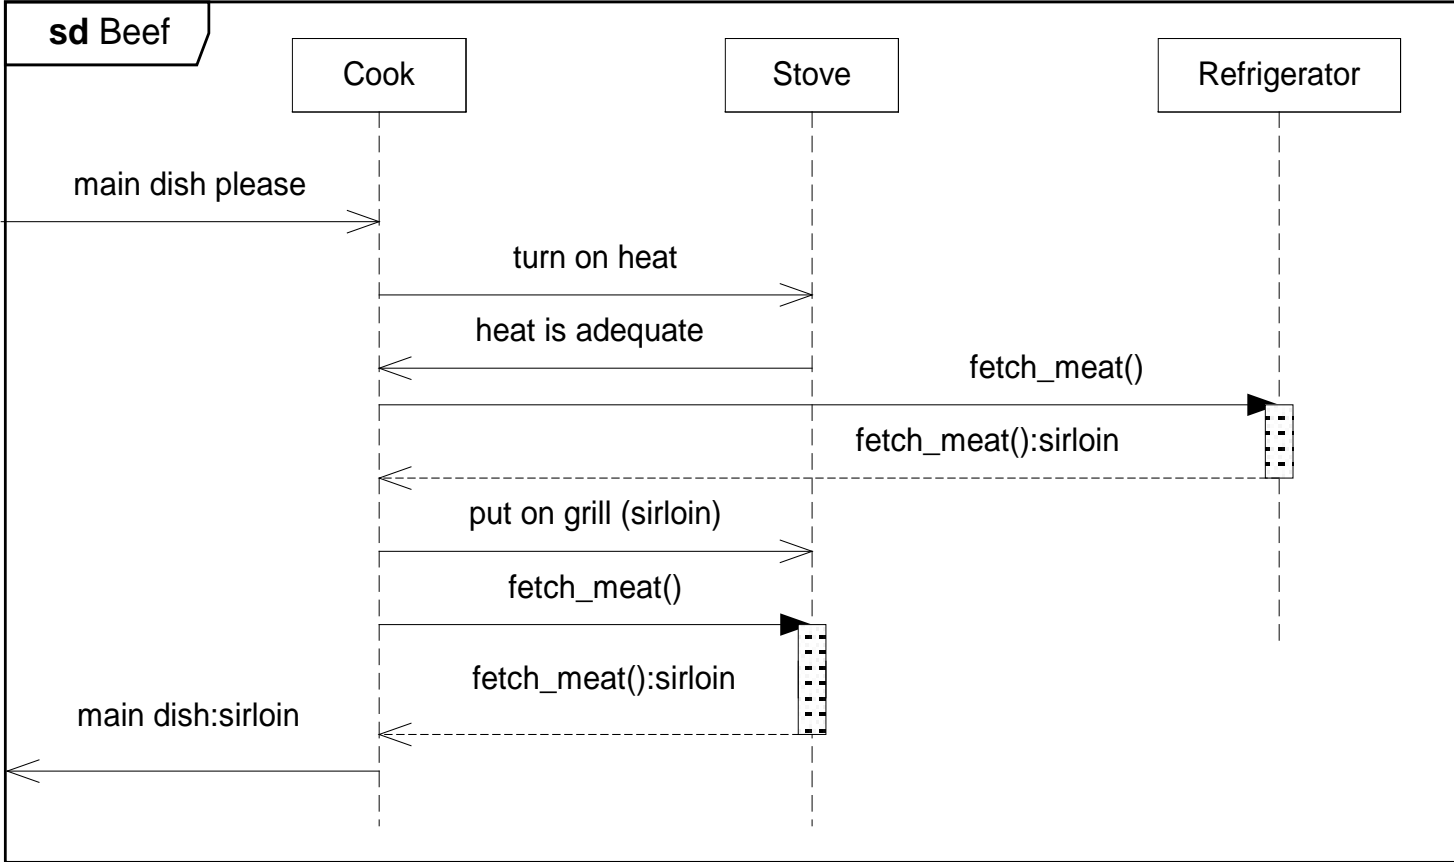 sd Beef
Cook
Stove
Refrigerator
main dish please
turn on heat
heat is adequate
fetch_meat()
fetch_meat():sirloin
put on grill (sirloin)
fetch_meat()
fetch_meat():sirloin
main dish:sirloin